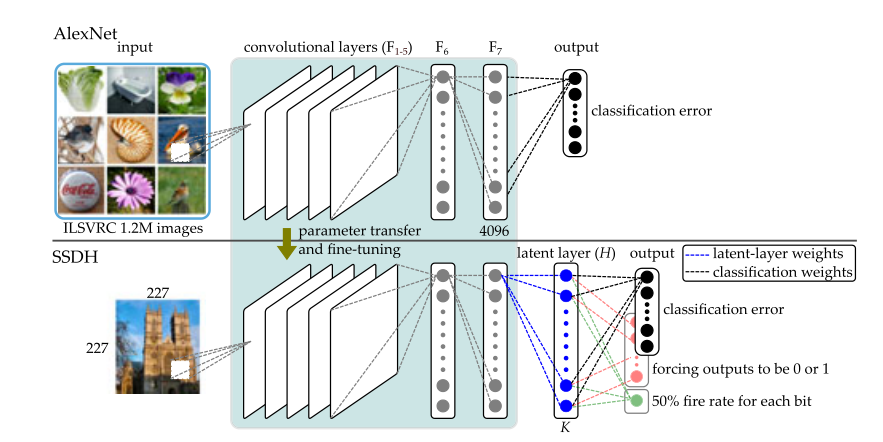 AlexNet
input
convolutional layers (F1-5)
F6
F7
output
classification error
Coca-Cola
ILSVRC 1.2M images
parameter transfer
and fine-tuning
4096
SSDH
latent layer (H)
output
latent-layer weights
classification weights
227
227
classification error
forcing outputs to be 0 or 1
50% fire rate for each bit
K